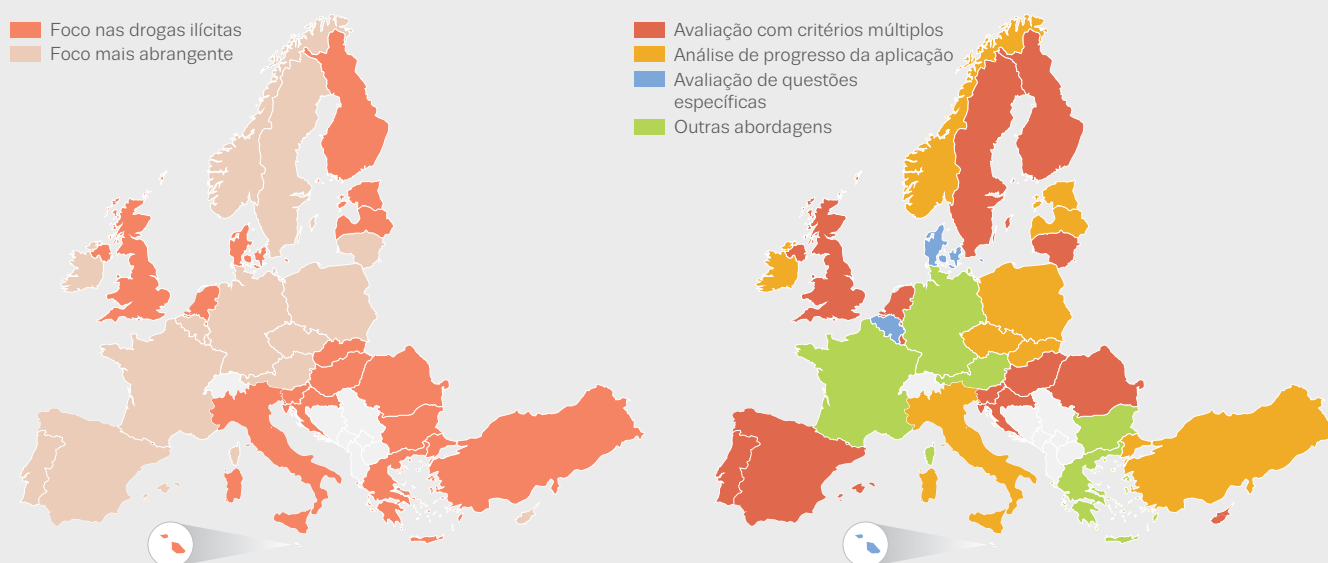 Foco nas drogas ilícitas
Foco mais abrangente
Avaliação com critérios múltiplos
Análise de progresso da aplicação
Avaliação de questões
específicas
Outras abordagens